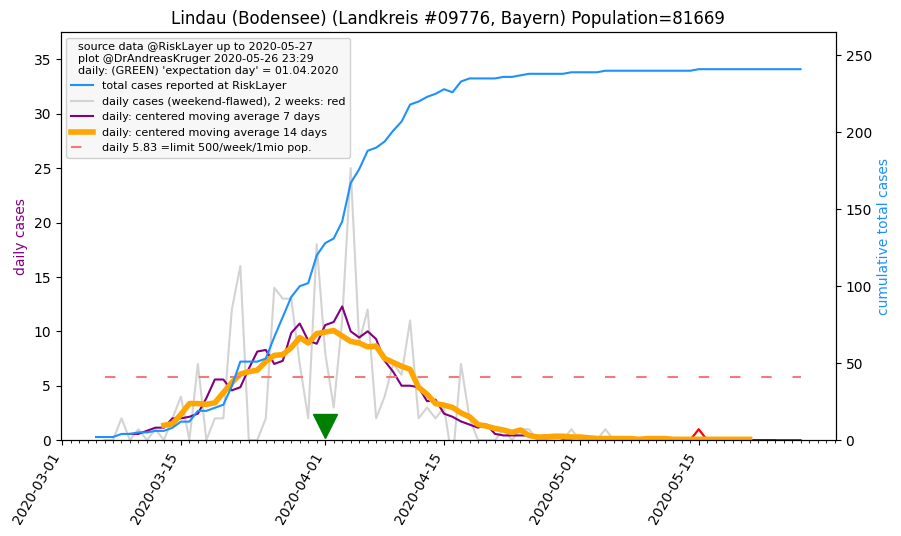 Lindau (Bodensee) (Landkreis #09776, Bayern) Population=81669
source data @RiskLayer up to 2020-05-27
plot @DrAndreasKruger 2020-05-26 23:29
daily: (GREEN) 'expectation day' = 01.04.2020
total cases reported at RiskLayer
daily cases (weekend-flawed), 2 weeks: red
daily: centered moving average 7 days
daily: centered moving average 14 days
daily 5.83 =limit 500/week/1mio pop.
daily cases
35
30
25
20
15
10
5
0
250
200
150
100
50
0
cumulative total cases
2020-03-01
2020-03-15
2020-04-01
2020-04-15
2020-05-01
2020-05-15